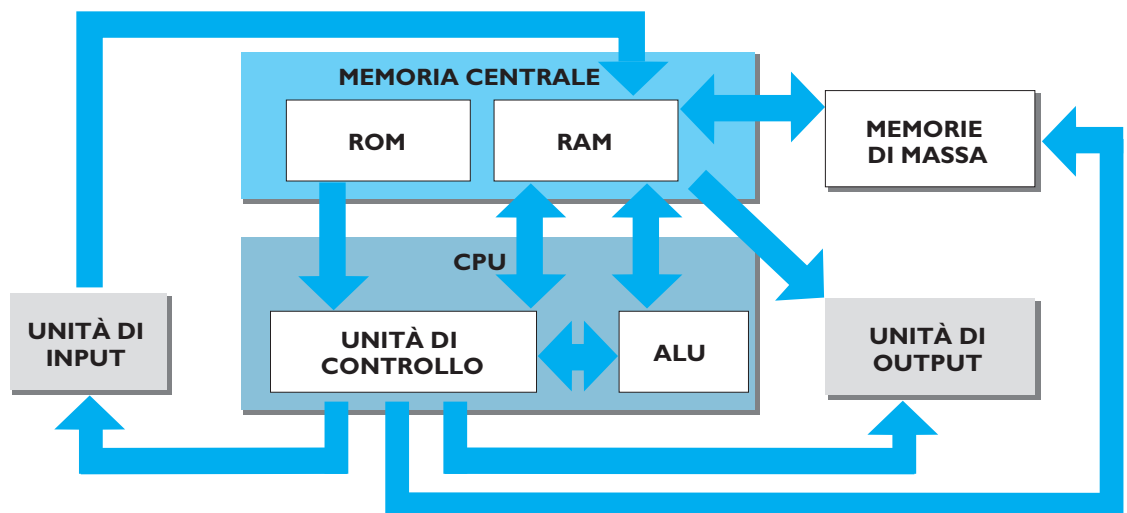 MEMORIA CENTRALE
ROM
RAM
MEMORIE
DI MASSA
CPU
UNITÀ DI
INPUT
UNITÀ DI
CONTROLLO
ALU
UNITÀ DI
OUTPUT